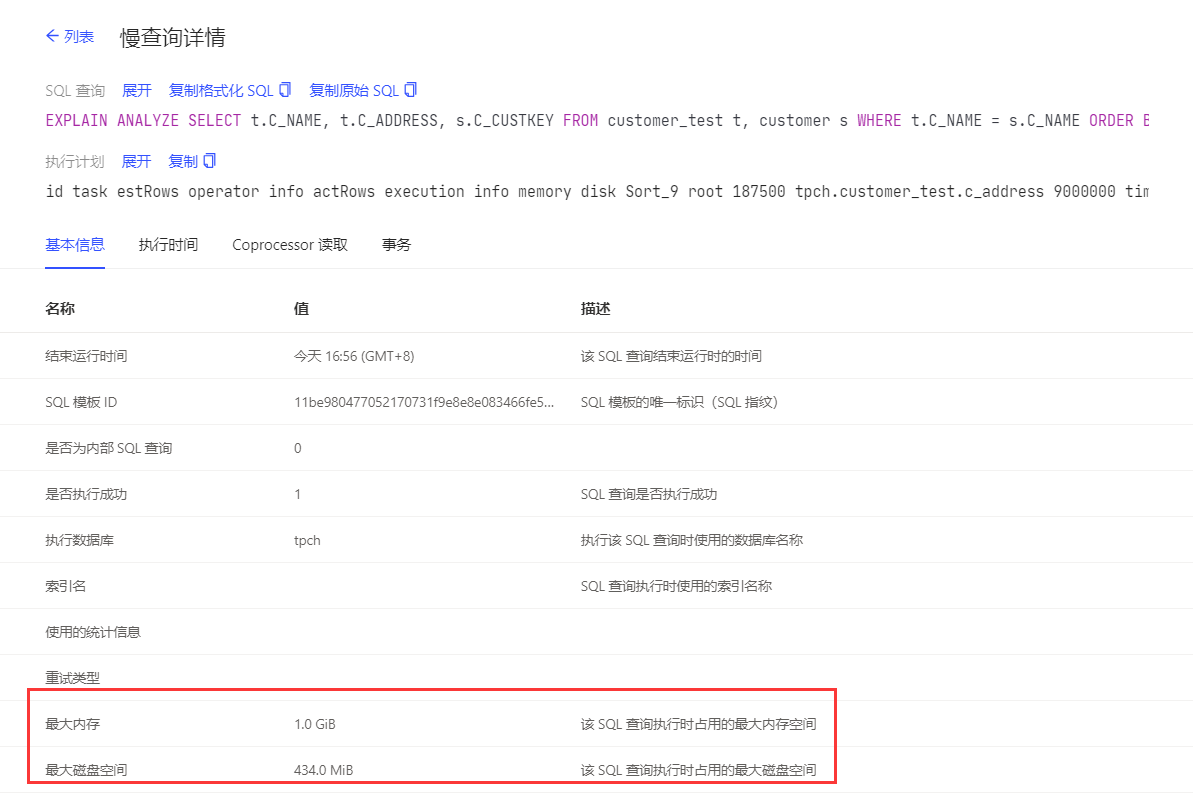 列表 慢查询详情
SQL 查询 展开 复制格式化 SQL 复制原始 SQL
EXPLAIN ANALYZE SELECT t.C_NAME, t.C_ADDRESS, s.C_CUSTKEY FROM customer_test t, customer s WHERE t.C_NAME = s.C_NAME ORDER B
执行计划 展开 复制
id task estRows operator info actRows execution info memory disk Sort_9 root 187500 tpch.customer_test.c_address 9000000 tim
基本信息 执行时间 Coprocessor 读取 事务
名称 值 描述
结束运行时间 今天 16:56 (GMT+8) 该 SQL 查询结束运行时的时间
SQL 模板 ID 11be980477052170731f9e8e8e083466fe5... SQL 模板的唯一标识（SQL 指纹）
是否为内部 SQL 查询 0
是否执行成功 1 SQL 查询是否执行成功
执行数据库 tpch 执行该 SQL 查询时使用的数据库名称
索引名 SQL 查询执行时使用的索引名称
使用的统计信息
重试类型
最大内存 1.0 GiB 该 SQL 查询执行时占用的最大内存空间
最大磁盘空间 434.0 MiB 该 SQL 查询执行时占用的最大磁盘空间